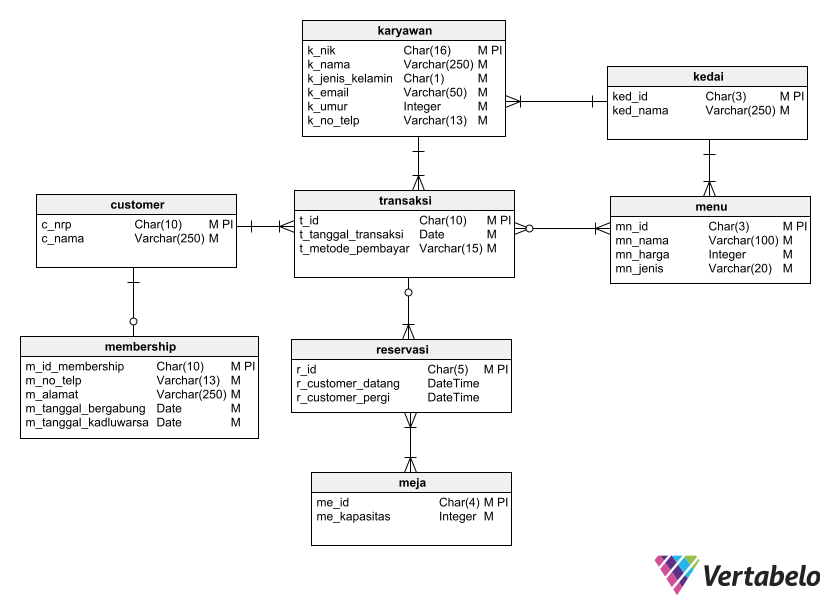 karyawan
k_nik Char(16) M PI
k_nama Varchar(250) M
k_jenis_kelamin Char(1) M
k_email Varchar(50) M
k_umur Integer M
k_no_telp Varchar(13) M
kedai
ked_id Char(3) M PI
ked_nama Varchar(250) M
customer
c_nrp Char(10) M PI
c_nama Varchar(250) M
transaksi
t_id Char(10) M PI
t_tanggal_transaksi Date M
t_metode_pembayar Varchar(15) M
menu
mn_id Char(3) M PI
mn_nama Varchar(100) M
mn_harga Integer M
mn_jenis Varchar(20) M
membership
m_id_membership Char(10) M PI
m_no_telp Varchar(13) M
m_alamat Varchar(250) M
m_tanggal_bergabung Date M
m_tanggal_kadluwarsa Date M
reservasi
r_id Char(5) M PI
r_customer_datang DateTime
r_customer_pergi DateTime
meja
me_id Char(4) M PI
me_kapasitas Integer M
Vertabelo